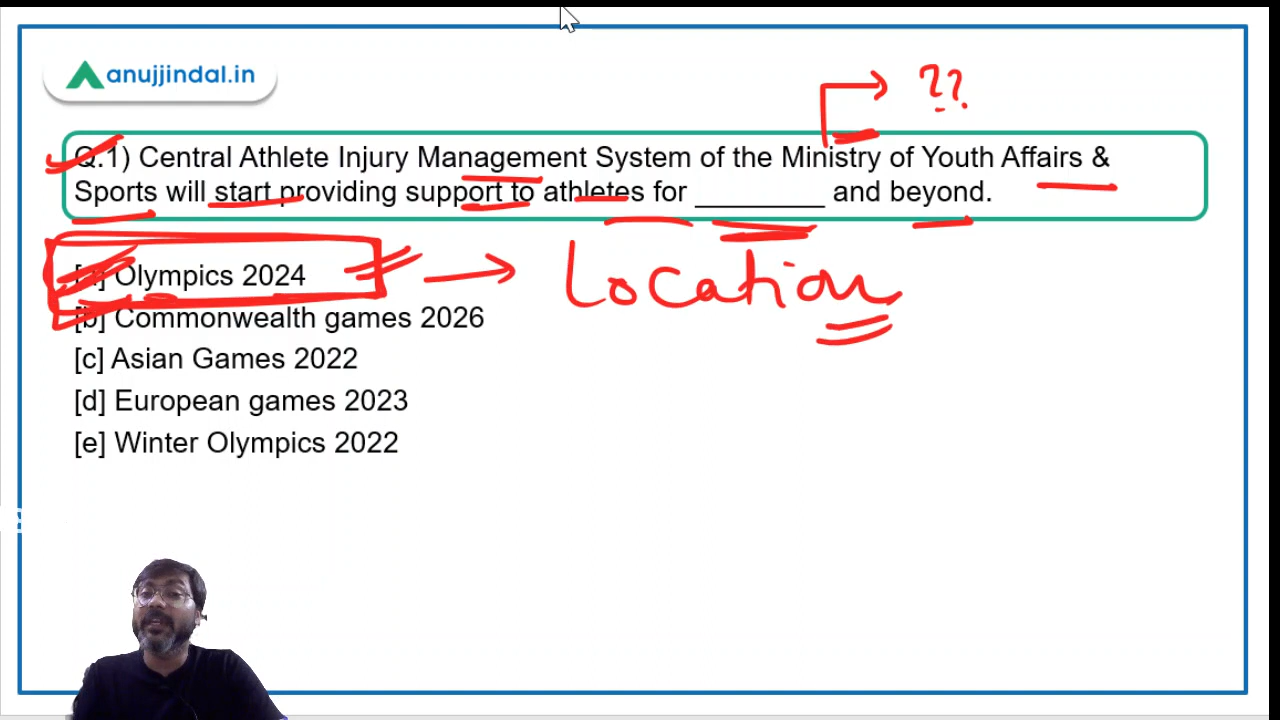 anujjindal.in
??
Q.1) Central Athlete Injury Management System of the Ministry of Youth Affairs &
Sports will start providing support to athletes for ________ and beyond.
[a] Olympics 2024
Location
[b] Commonwealth games 2026
[c] Asian Games 2022
[d] European games 2023
[e] Winter Olympics 2022